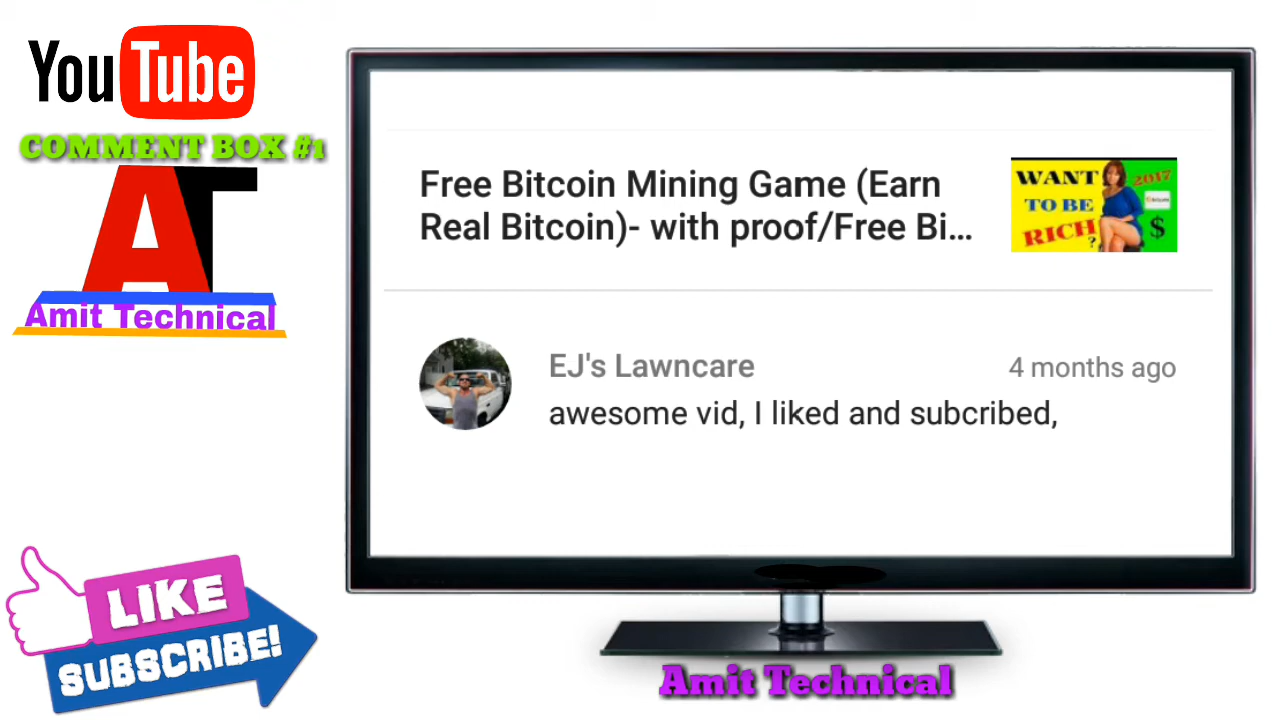 YouTube
COMMENT BOX #1
AT
Amit Technical
Free Bitcoin Mining Game (Earn
Real Bitcoin)- with proof/Free Bi...
WANT
2017
TO BE
RICH
?
$
EJ's Lawncare
4 months ago
awesome vid, I liked and subcribed,
LIKE
SUBSCRIBE!
Amit Technical